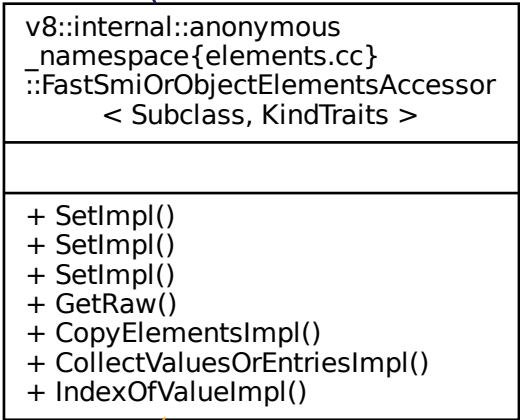 v8::internal::anonymous
_namespace{elements.cc}
::FastSmiOrObjectElementsAccessor
< Subclass, KindTraits >
+ SetImpl()
+ SetImpl()
+ SetImpl()
+ GetRaw()
+ CopyElementsImpl()
+ CollectValuesOrEntriesImpl()
+ IndexOfValueImpl()